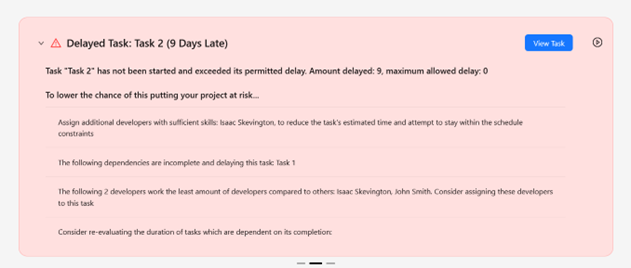 Delayed Task: Task 2 (9 Days Late)
View Task
Task "Task 2" has not been started and exceeded its permitted delay. Amount delayed: 9, maximum allowed delay: 0
To lower the chance of this putting your project at risk...
Assign additional developers with sufficient skills: Isaac Skevington, to reduce the task's estimated time and attempt to stay within the schedule
constraints
The following dependencies are incomplete and delaying this task: Task 1
The following 2 developers work the least amount of developers compared to others: Isaac Skevington, John Smith. Consider assigning these developers
to this task
Consider re-evaluating the duration of tasks which are dependent on its completion: